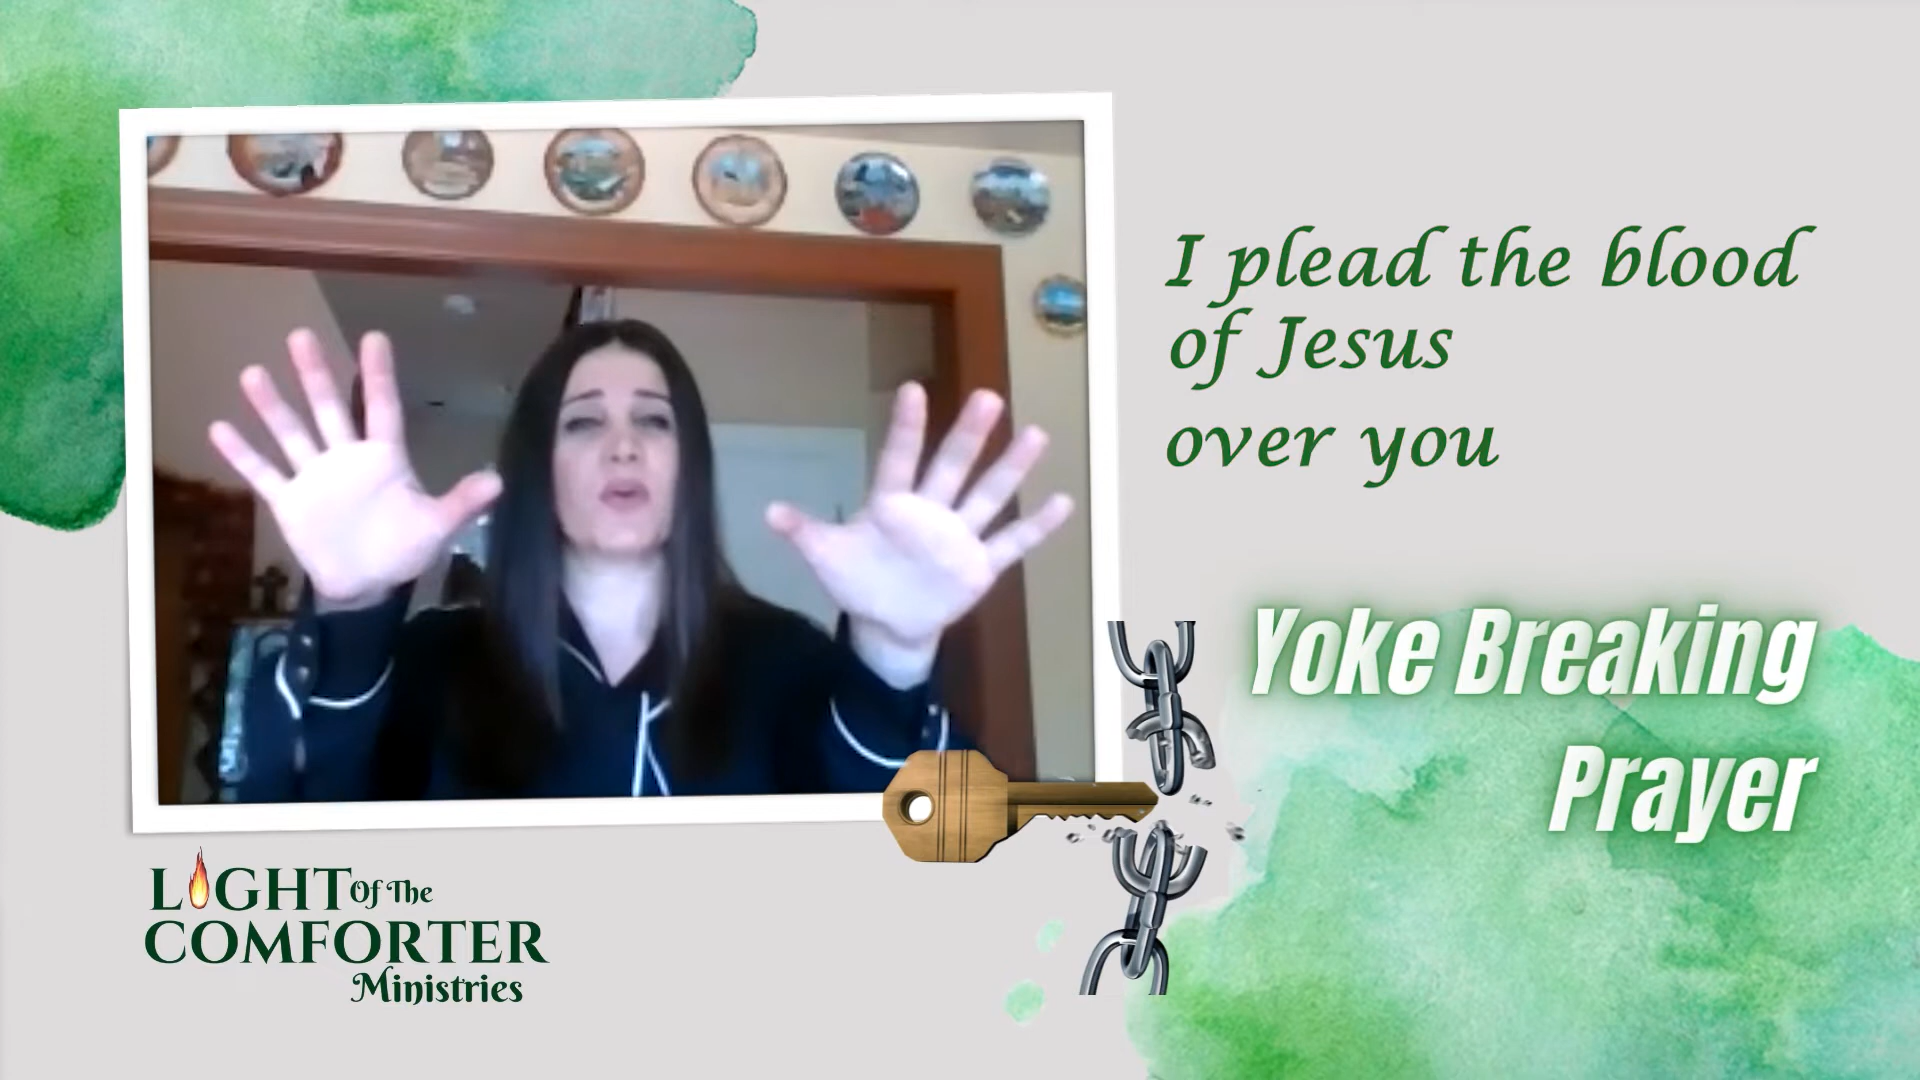 I plead the blood
of Jesus
over you
Yoke Breaking
Prayer
LIGHT Of The
COMFORTER
Ministries